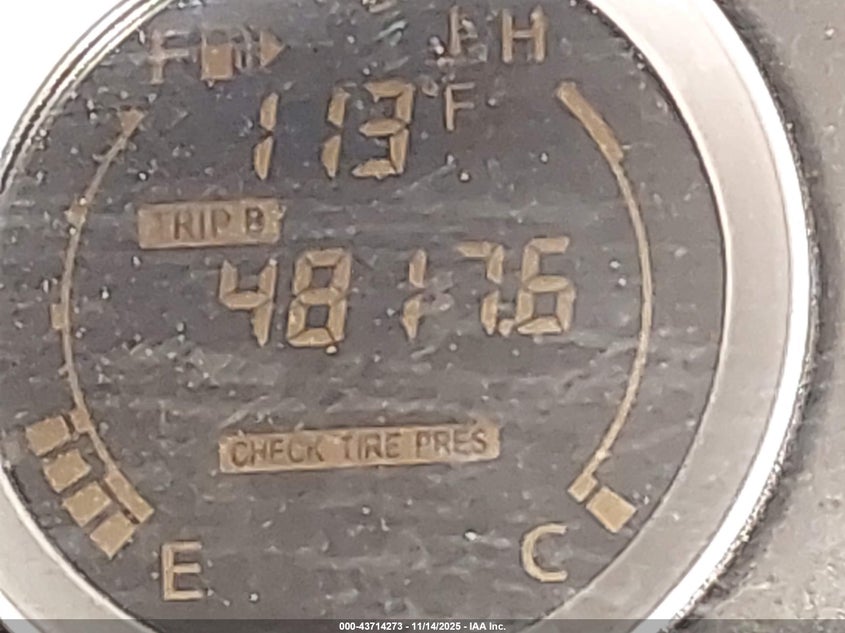 F H
113°F
TRIP B
4817.6
CHECK TIRE PRES
E C
000-43714273 - 11/14/2025 - IAA Inc.